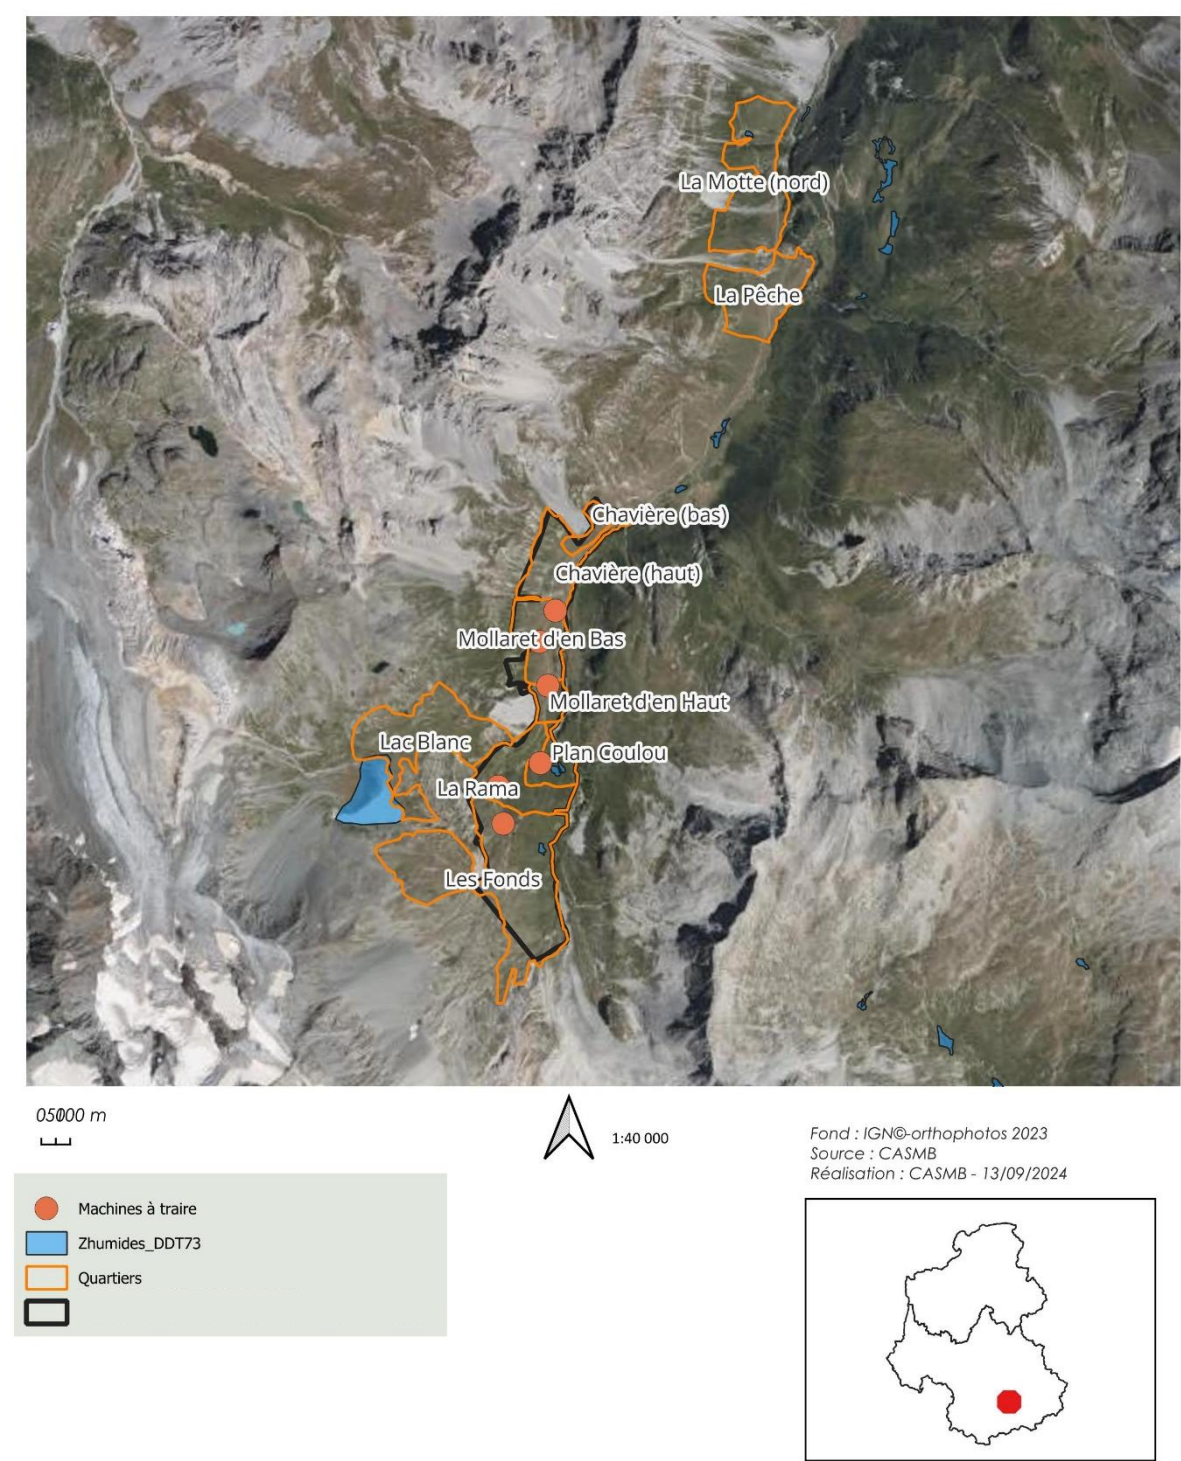 La Motte (nord)
La Pêche
Chavière (bas)
Chavière (haut)
Mollaret d'en Bas
Mollaret d'en Haut
Plan Coulou
Lac Blanc
La Rama
Les Fonds
1:40 000
Fond : IGN©-orthophotos 2023
Source : CASMB
Réalisation : CASMB - 13/09/2024
Machines à traire
Zhumides_DDT73
Quartiers